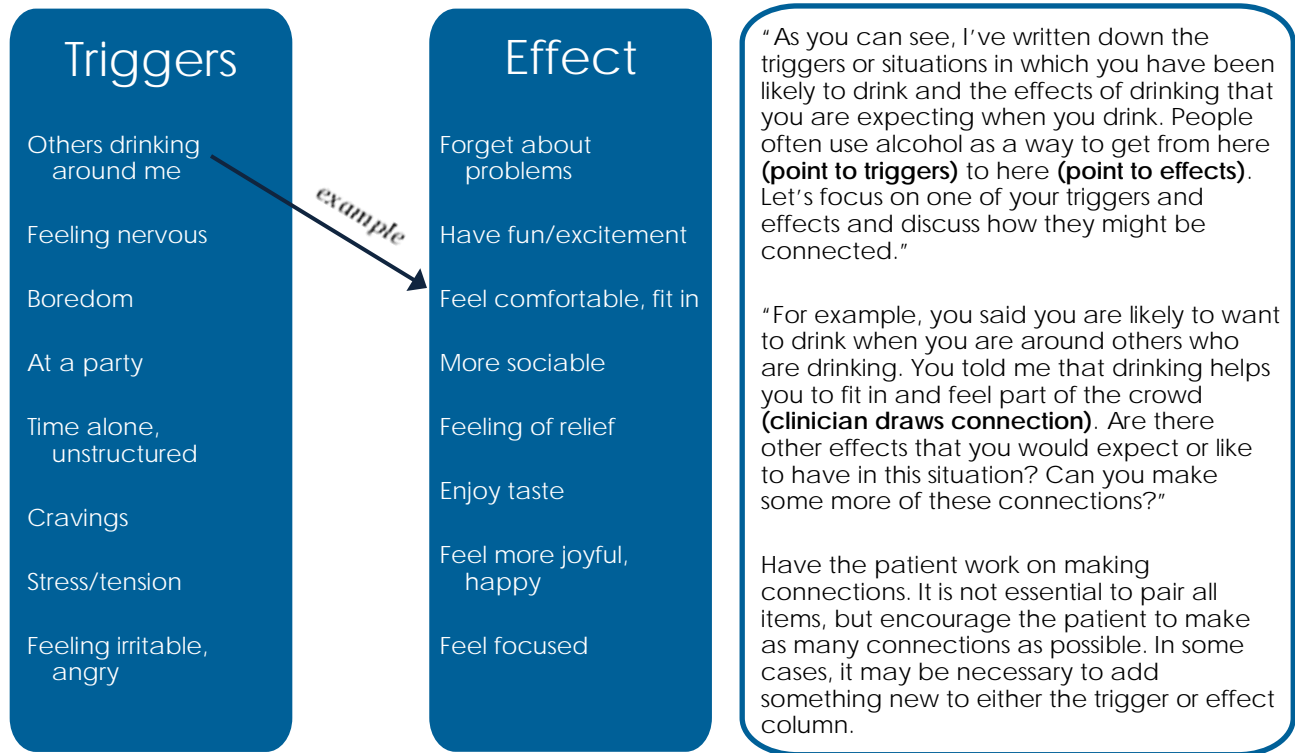 Triggers
Others drinking
around me
Feeling nervous
Boredom
At a party
Time alone,
unstructured
Cravings
Stress/tension
Feeling irritable,
angry
example
Effect
Forget about
problems
Have fun/excitement
Feel comfortable, fit in
More sociable
Feeling of relief
Enjoy taste
Feel more joyful,
happy
Feel focused
“As you can see, I’ve written down the
triggers or situations in which you have been
likely to drink and the effects of drinking that
you are expecting when you drink. People
often use alcohol as a way to get from here
(point to triggers) to here (point to effects).
Let’s focus on one of your triggers and
effects and discuss how they might be
connected.”
“For example, you said you are likely to want
to drink when you are around others who
are drinking. You told me that drinking helps
you to fit in and feel part of the crowd
(clinician draws connection). Are there
other effects that you would expect or like
to have in this situation? Can you make
some more of these connections?”
Have the patient work on making
connections. It is not essential to pair all
items, but encourage the patient to make
as many connections as possible. In some
cases, it may be necessary to add
something new to either the trigger or effect
column.